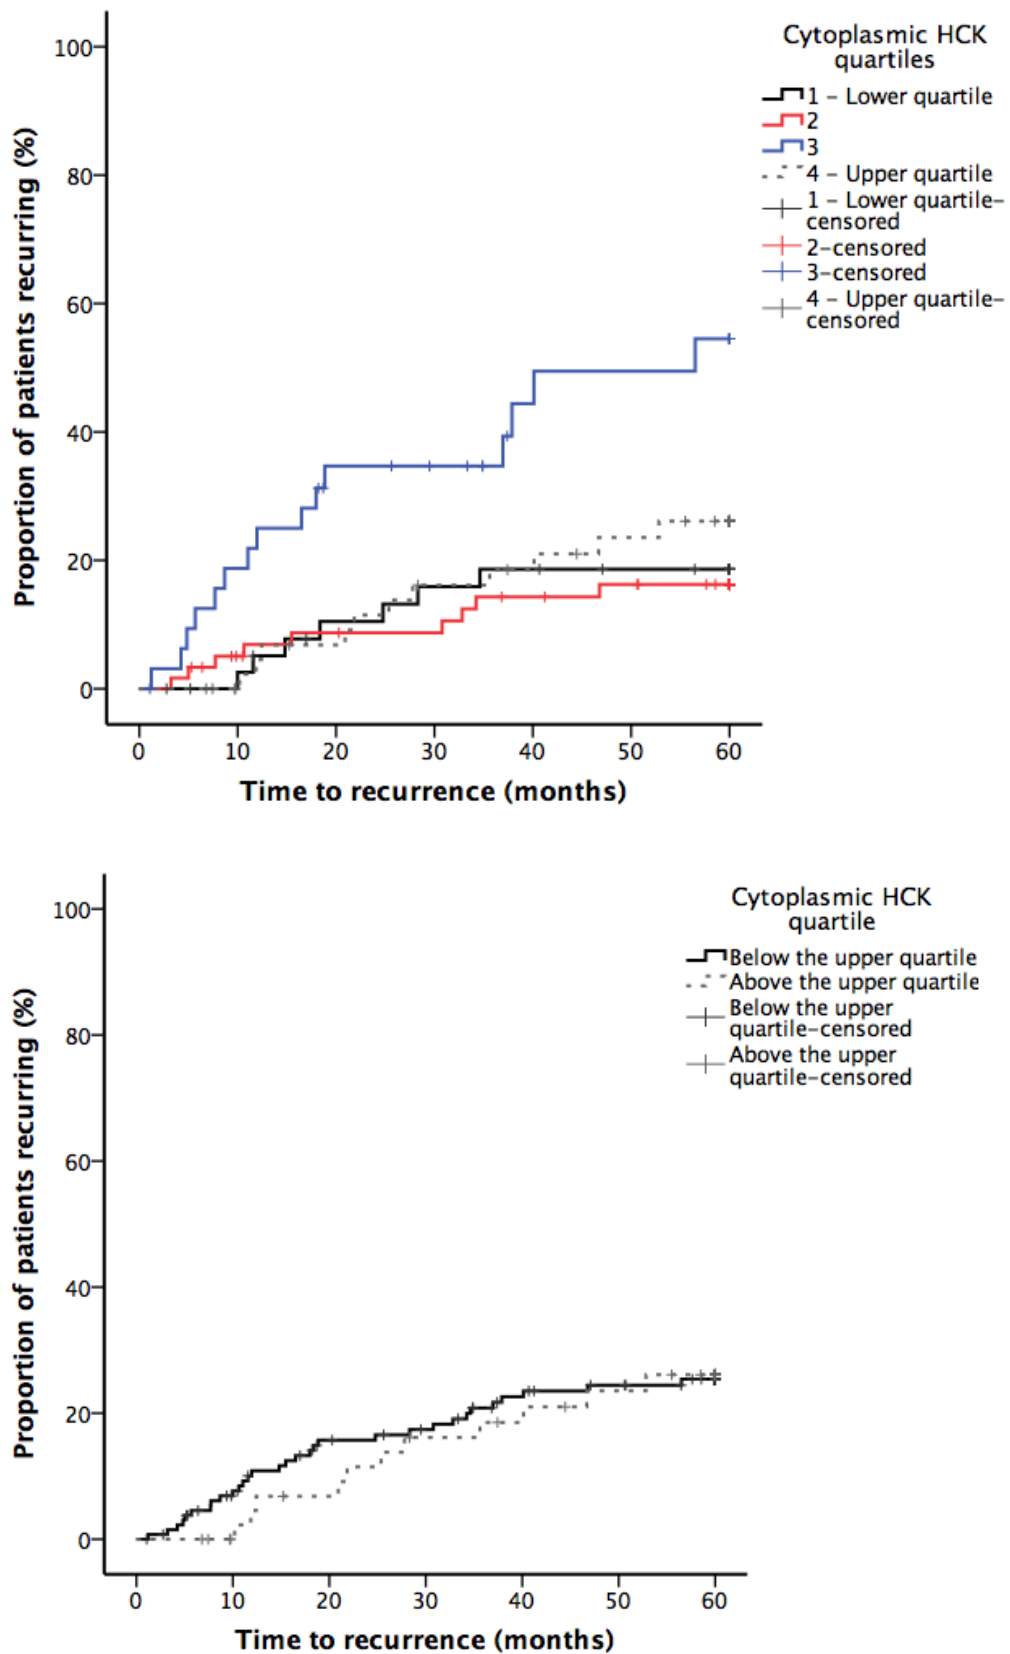 Cytoplasmic HCK
quartiles
1 – Lower quartile
2
3
4 – Upper quartile
1 – Lower quartile–
censored
2–censored
3–censored
4 – Upper quartile–
censored
Proportion of patients recurring (%)
100
80
60
40
20
0
0 10 20 30 40 50 60
Time to recurrence (months)
Cytoplasmic HCK
quartile
Below the upper quartile
Above the upper quartile
Below the upper
quartile–censored
Above the upper
quartile–censored
Proportion of patients recurring (%)
100
80
60
40
20
0
0 10 20 30 40 50 60
Time to recurrence (months)